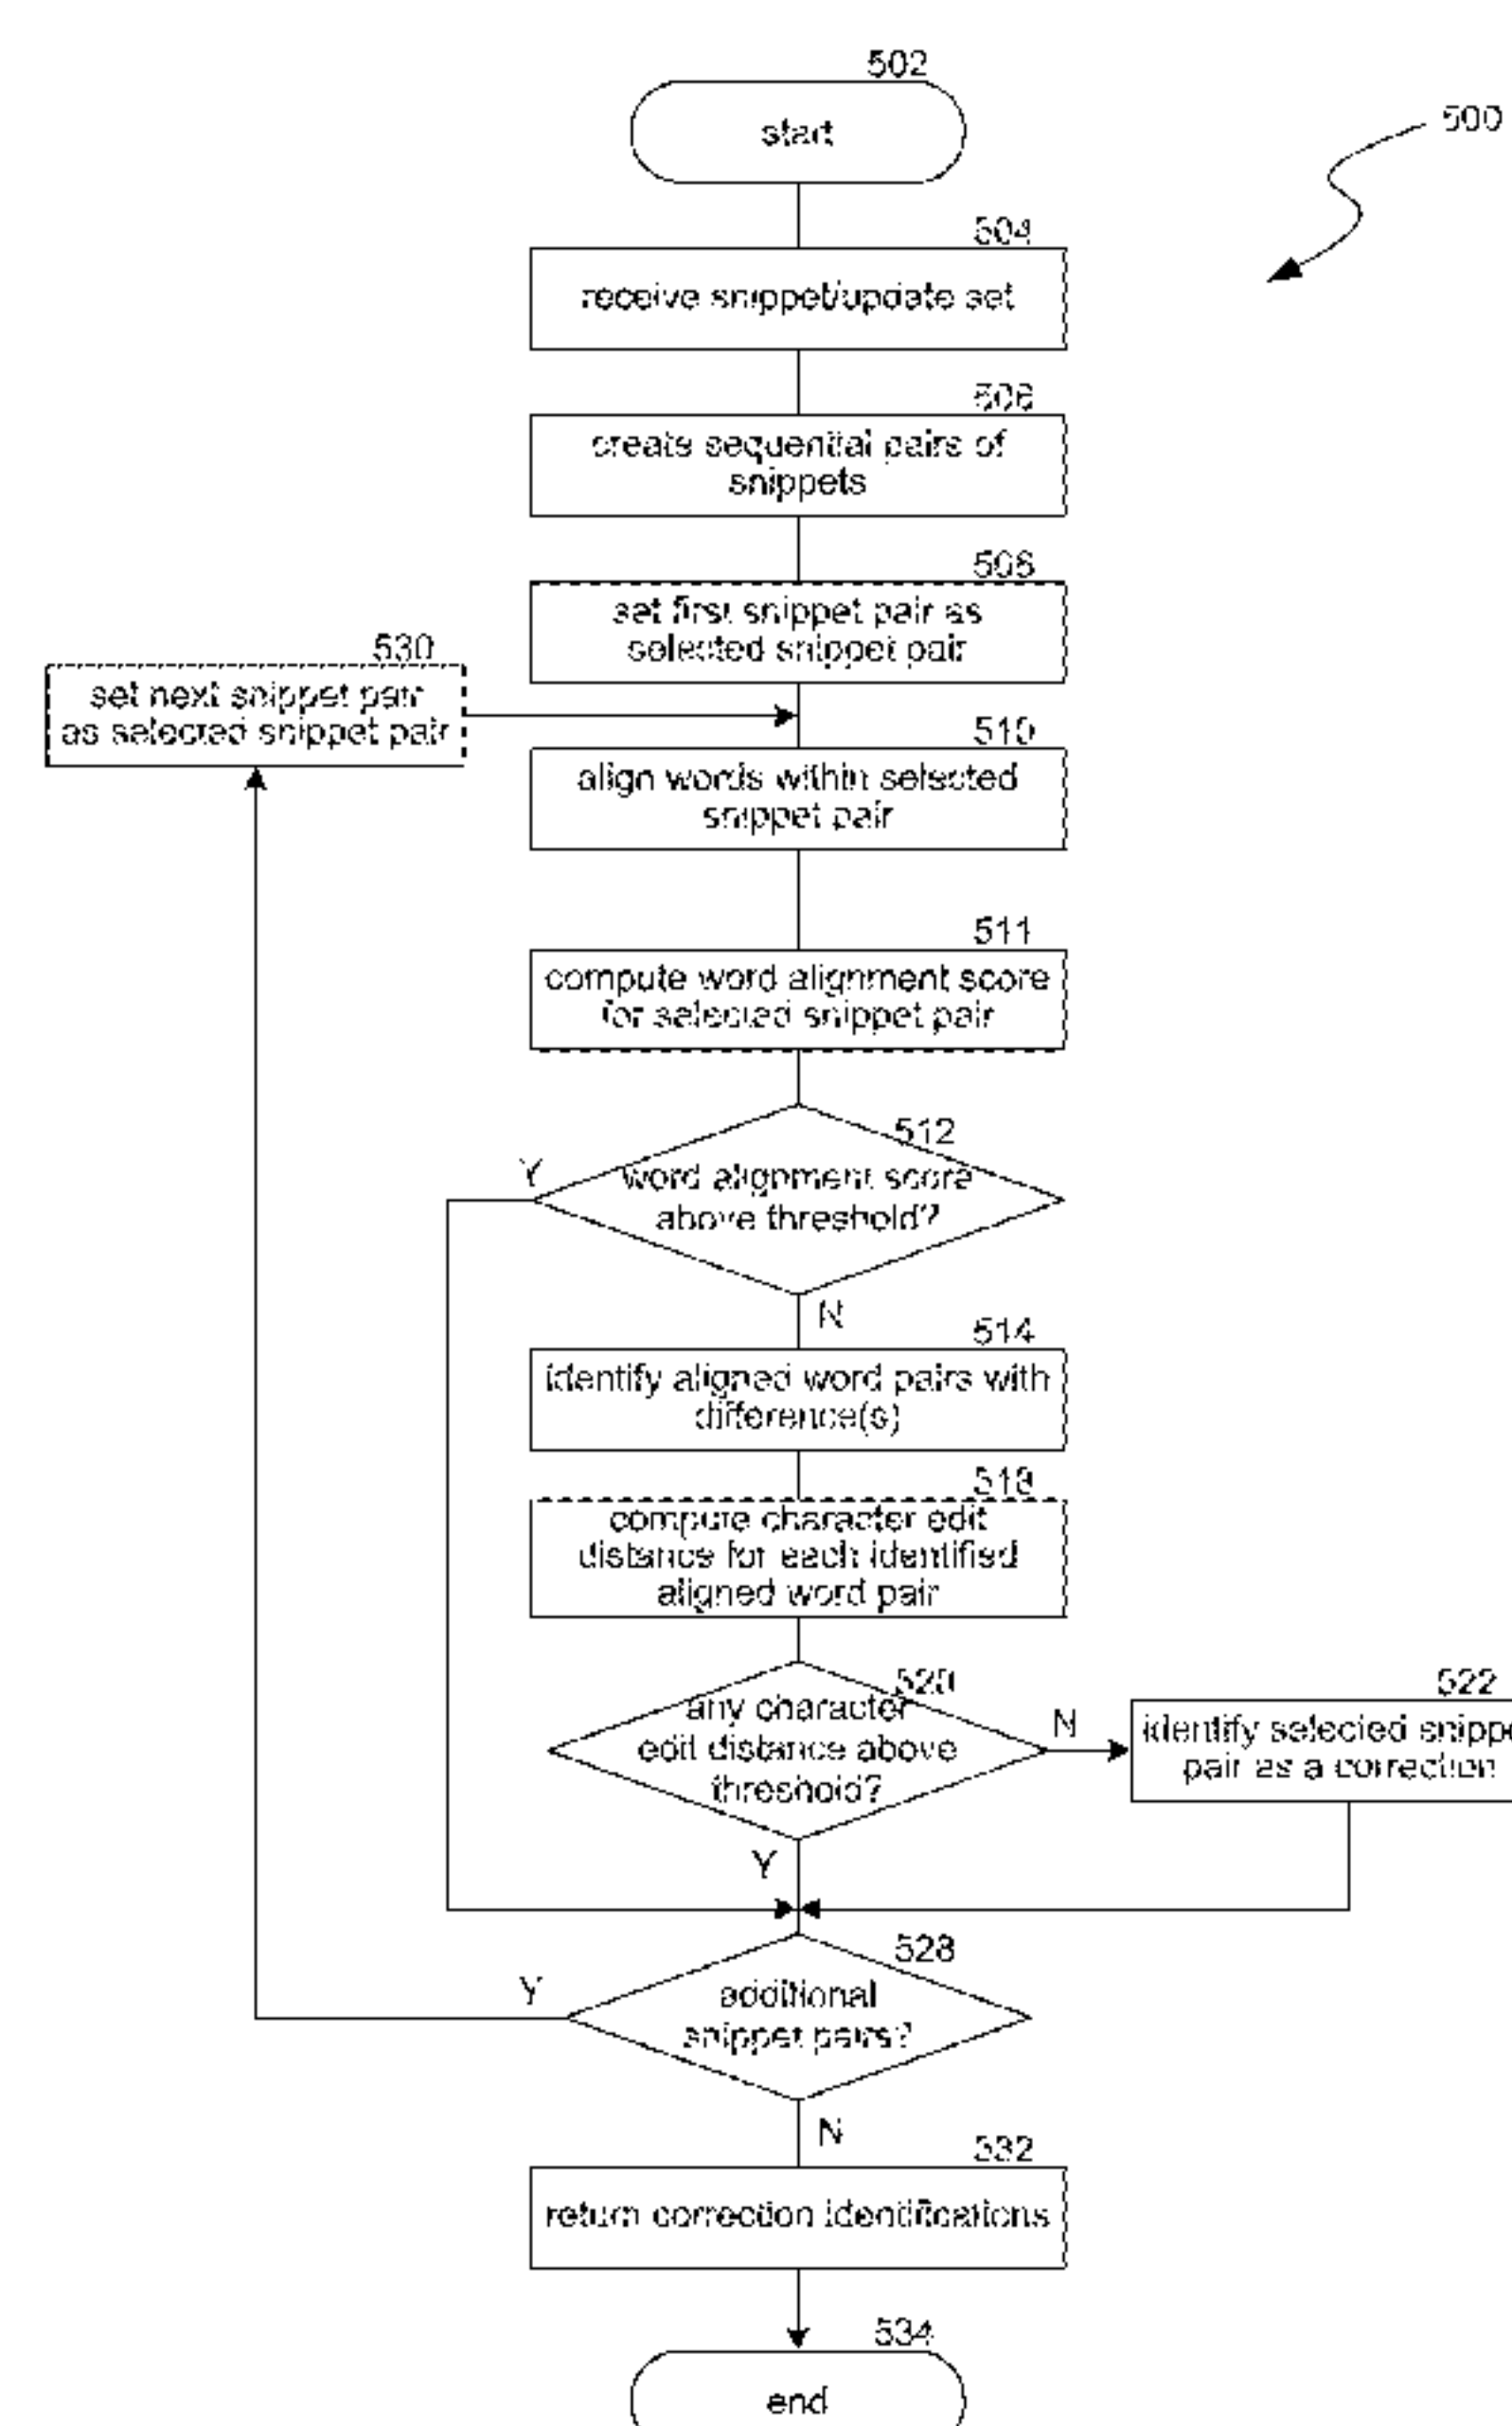 502
start
500
504
receive snippet/update set
506
create sequential pairs of
snippets
508
set first snippet pair as
selected snippet pair
530
set next snippet pair
as selected snippet pair
510
align words within selected
snippet pair
511
compute word alignment score
for selected snippet pair
512
Y
word alignment score
above threshold?
N
514
identify aligned word pairs with
difference(s)
518
compute character edit
distance for each identified
aligned word pair
520
any character
edit distance above
threshold?
N
522
identify selected snippe
pair as a correction
Y
528
Y
additional
snippet pairs?
N
532
return correction identifications
534
end